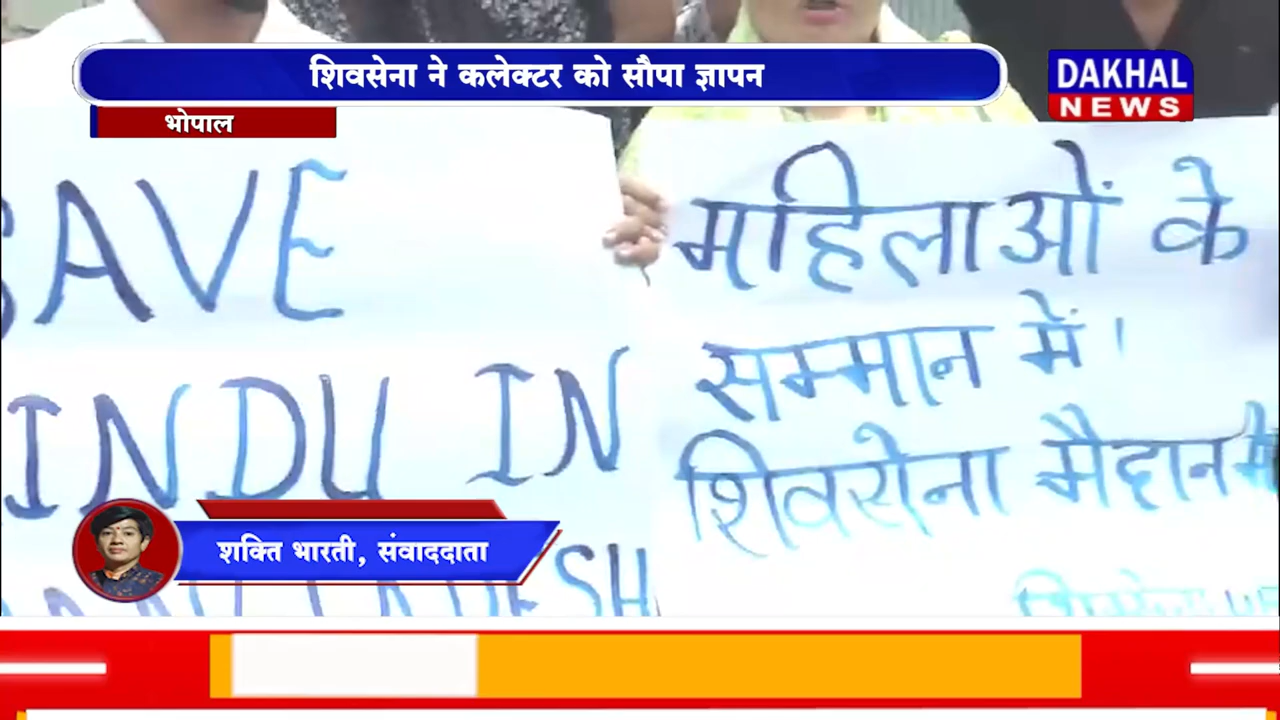 शिवसेना ने कलेक्टर को सौपा ज्ञापन
DAKHAL
NEWS
भोपाल
SAVE
INDU IN
महिलाओं के
सम्मान में।
शिवसेना मैदान में
शक्ति भारती, संवाददाता